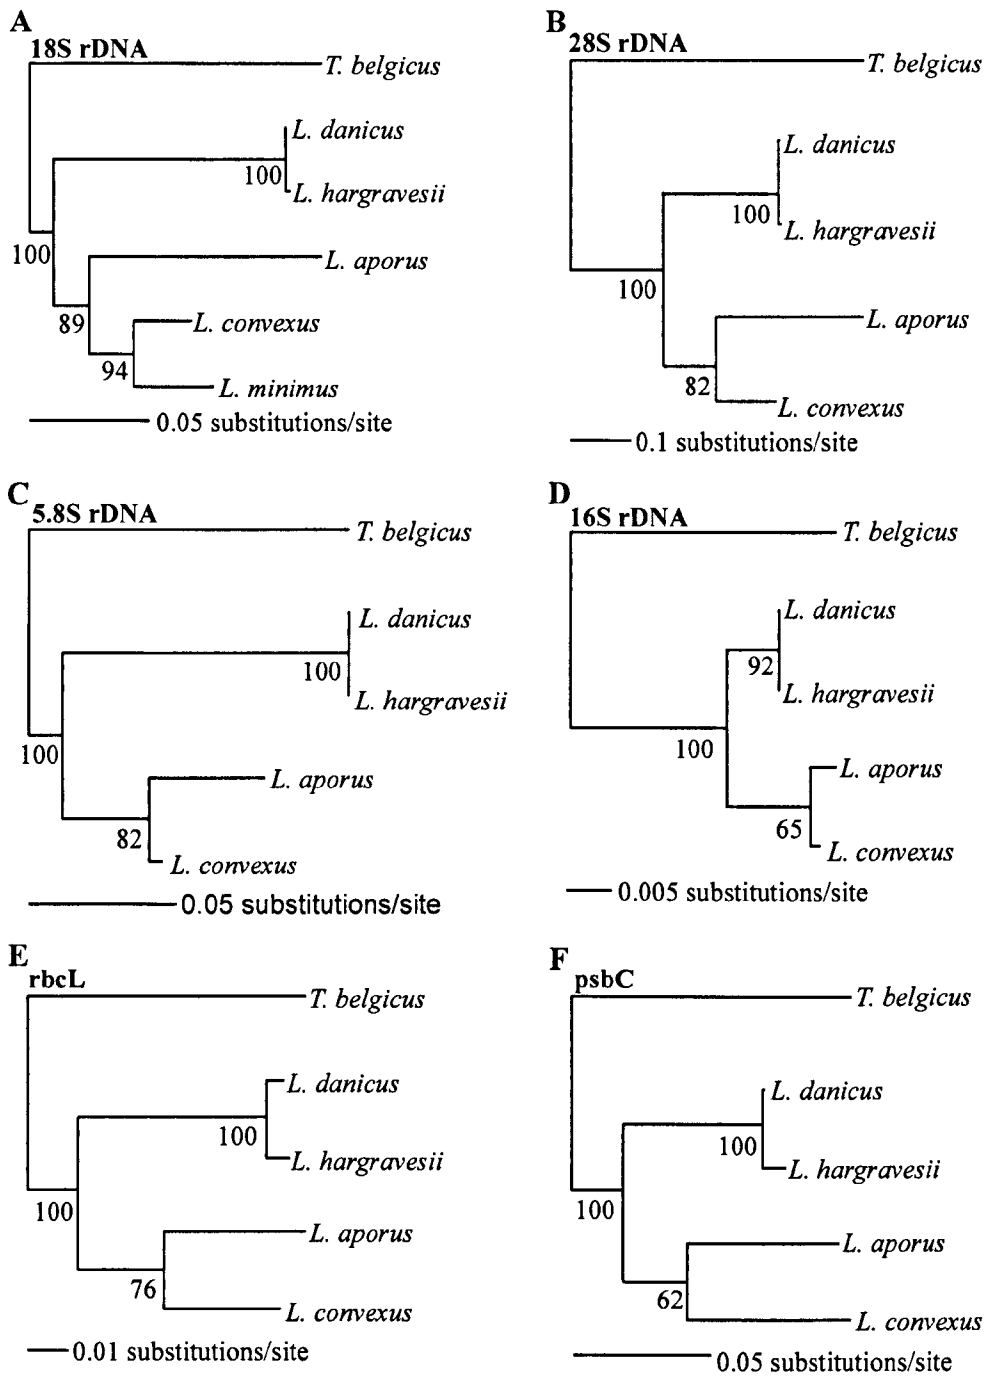 A
18S rDNA
T. belgicus
L. danicus
100
L. hargravesii
100
L. aporus
89
L. convexus
94
L. minimus
0.05 substitutions/site
B
28S rDNA
T. belgicus
L. danicus
100
L. hargravesii
100
L. aporus
82
L. convexus
0.1 substitutions/site
C
5.8S rDNA
T. belgicus
L. danicus
100
L. hargravesii
100
L. aporus
82
L. convexus
0.05 substitutions/site
D
16S rDNA
T. belgicus
L. danicus
92
L. hargravesii
100
L. aporus
65
L. convexus
0.005 substitutions/site
E
rbcL
T. belgicus
L. danicus
100
L. hargravesii
100
L. aporus
76
L. convexus
0.01 substitutions/site
F
psbC
T. belgicus
L. danicus
100
L. hargravesii
100
L. aporus
62
L. convexus
0.05 substitutions/site